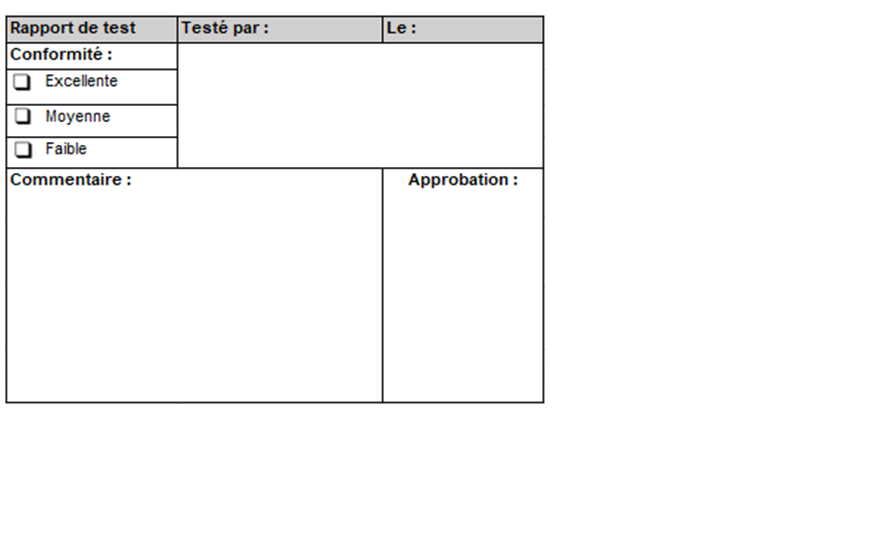 Rapport de test Testé par : Le :
Conformité :
Excellente
Moyenne
Faible
Commentaire : Approbation :